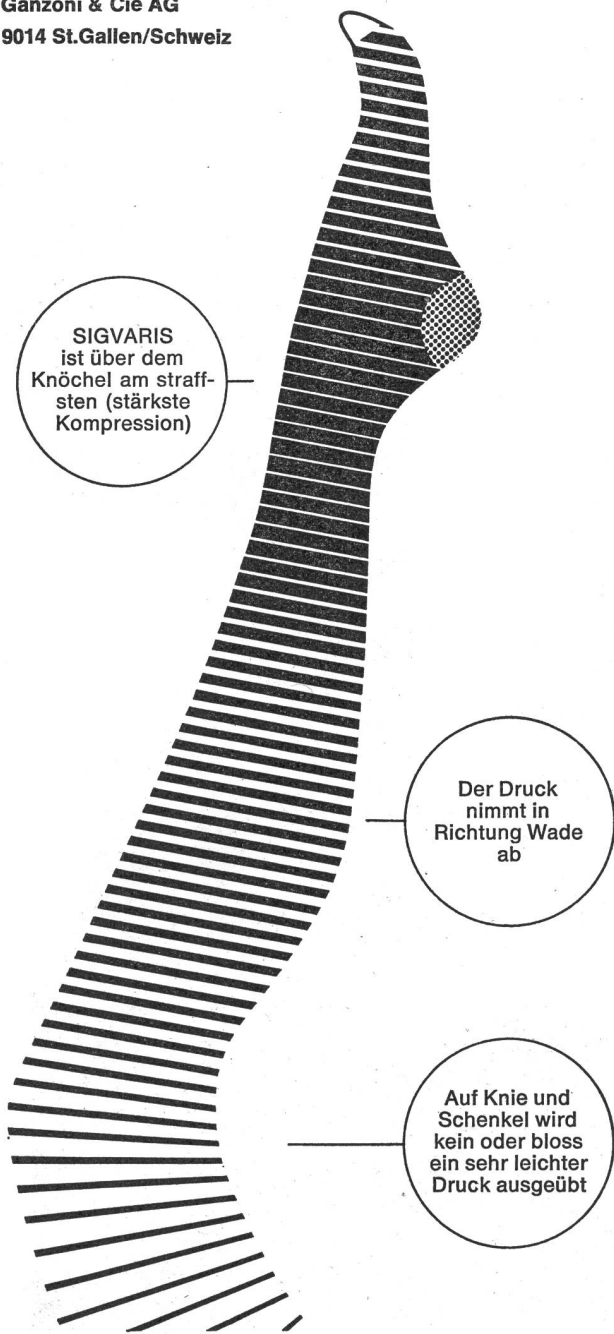 Ganzoni & Cie AG
9014 St.Gallen/Schweiz
SIGVARIS
ist über dem
Knöchel am straff-
sten (stärkste
Kompression)
Der Druck
nimmt in
Richtung Wade
ab
Auf Knie und
Schenkel wird
kein oder bloss
ein sehr leichter
Druck ausgeübt